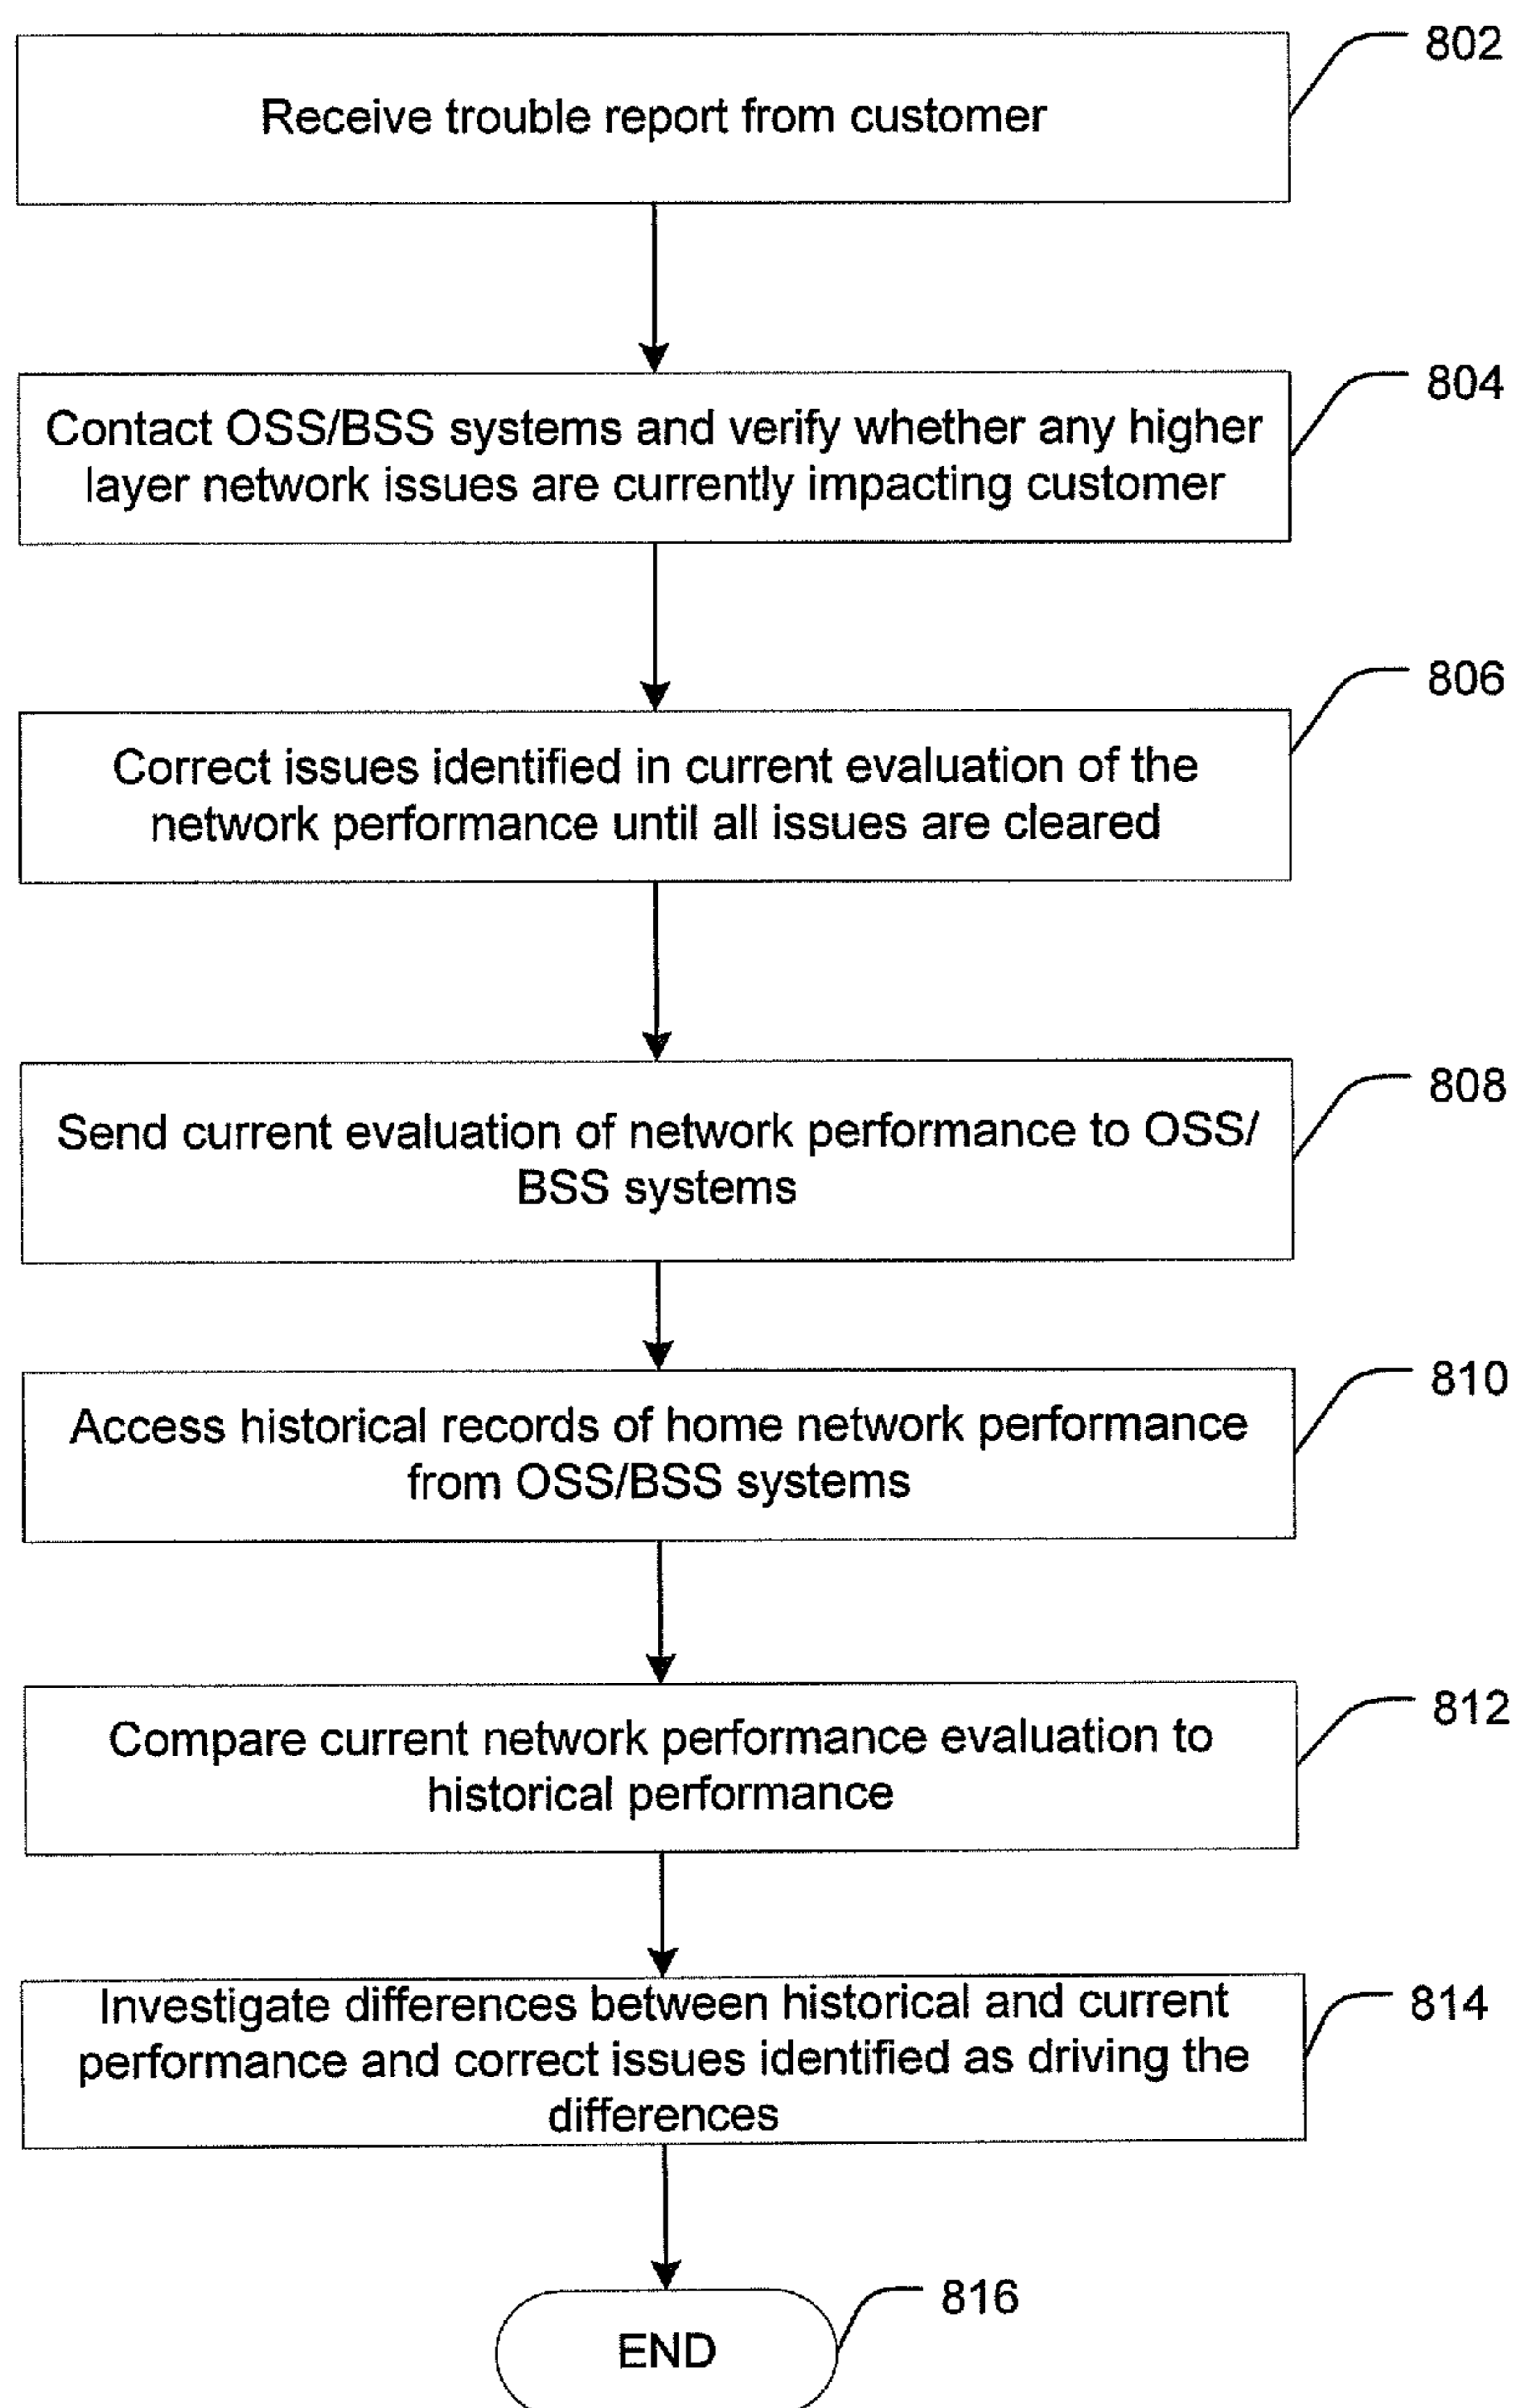 802
Receive trouble report from customer
804
Contact OSS/BSS systems and verify whether any higher
layer network issues are currently impacting customer
806
Correct issues identified in current evaluation of the
network performance until all issues are cleared
808
Send current evaluation of network performance to OSS/
BSS systems
810
Access historical records of home network performance
from OSS/BSS systems
812
Compare current network performance evaluation to
historical performance
814
Investigate differences between historical and current
performance and correct issues identified as driving the
differences
816
END